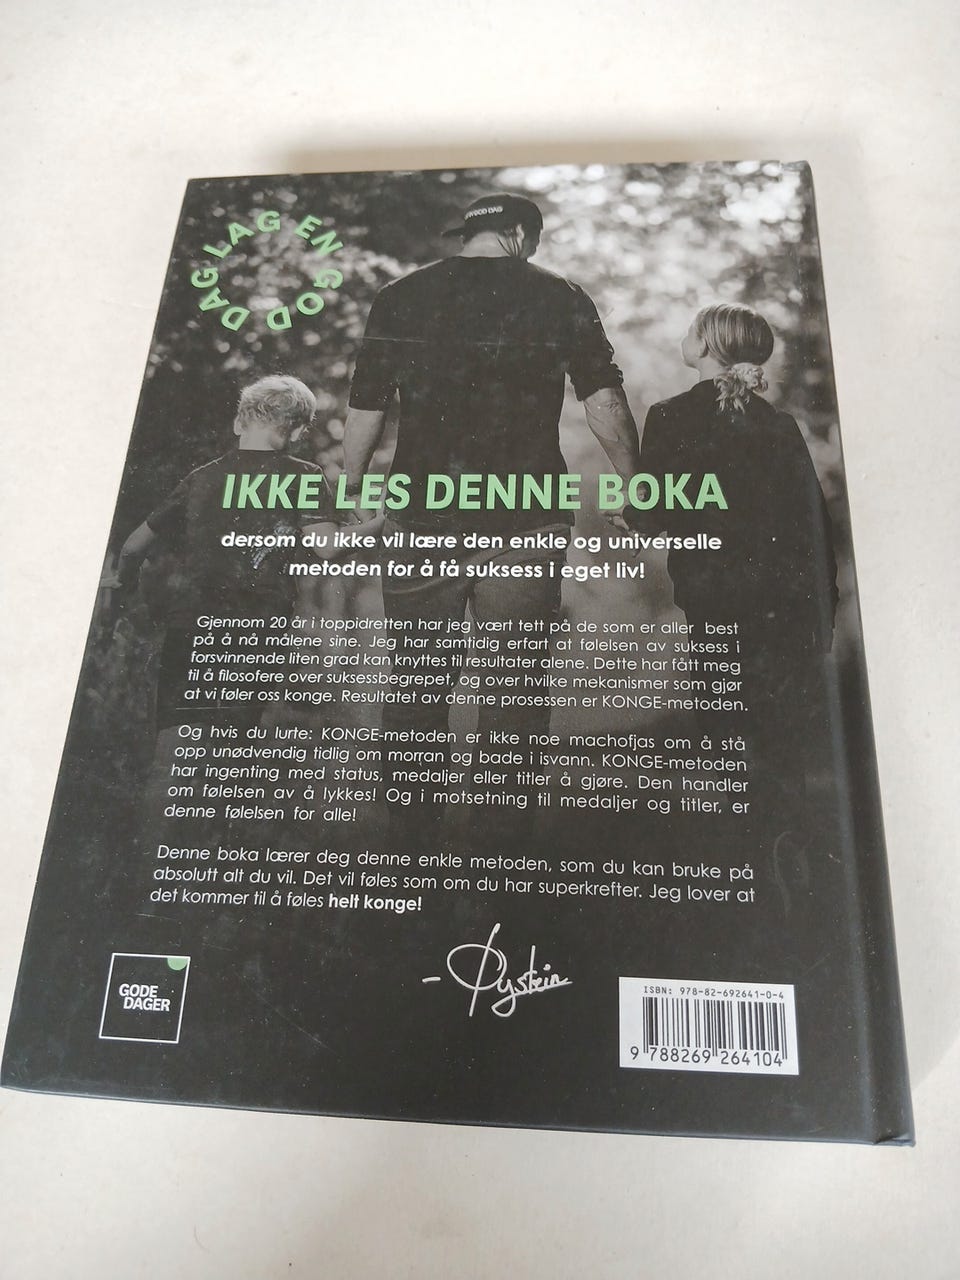 LAG EN GOD DAG
GOD DAG
IKKE LES DENNE BOKA
dersom du ikke vil lære den enkle og universelle
metoden for å få suksess i eget liv!
Gjennom 20 år i toppidretten har jeg vært tett på de som er aller best
på å nå målene sine. Jeg har samtidig erfart at følelsen av suksess i
forsvinnende liten grad kan knyttes til resultater alene. Dette har fått meg
til å filosofere over suksessbegrepet, og over hvilke mekanismer som gjør
at vi føler oss konge. Resultatet av denne prosessen er KONGE-metoden.
Og hvis du lurte: KONGE-metoden er ikke noe machofjas om å stå
opp unødvendig tidlig om morran og bade i isvann. KONGE-metoden
har ingenting med status, medaljer eller titler å gjøre. Den handler
om følelsen av å lykkes! Og i motsetning til medaljer og titler, er
denne følelsen for alle!
Denne boka lærer deg denne enkle metoden, som du kan bruke på
absolutt alt du vil. Det vil føles som om du har superkrefter. Jeg lover at
det kommer til å føles helt konge!
– Øystein
GODE
DAGER
ISBN: 978-82-692641-0-4
9 788269 264104